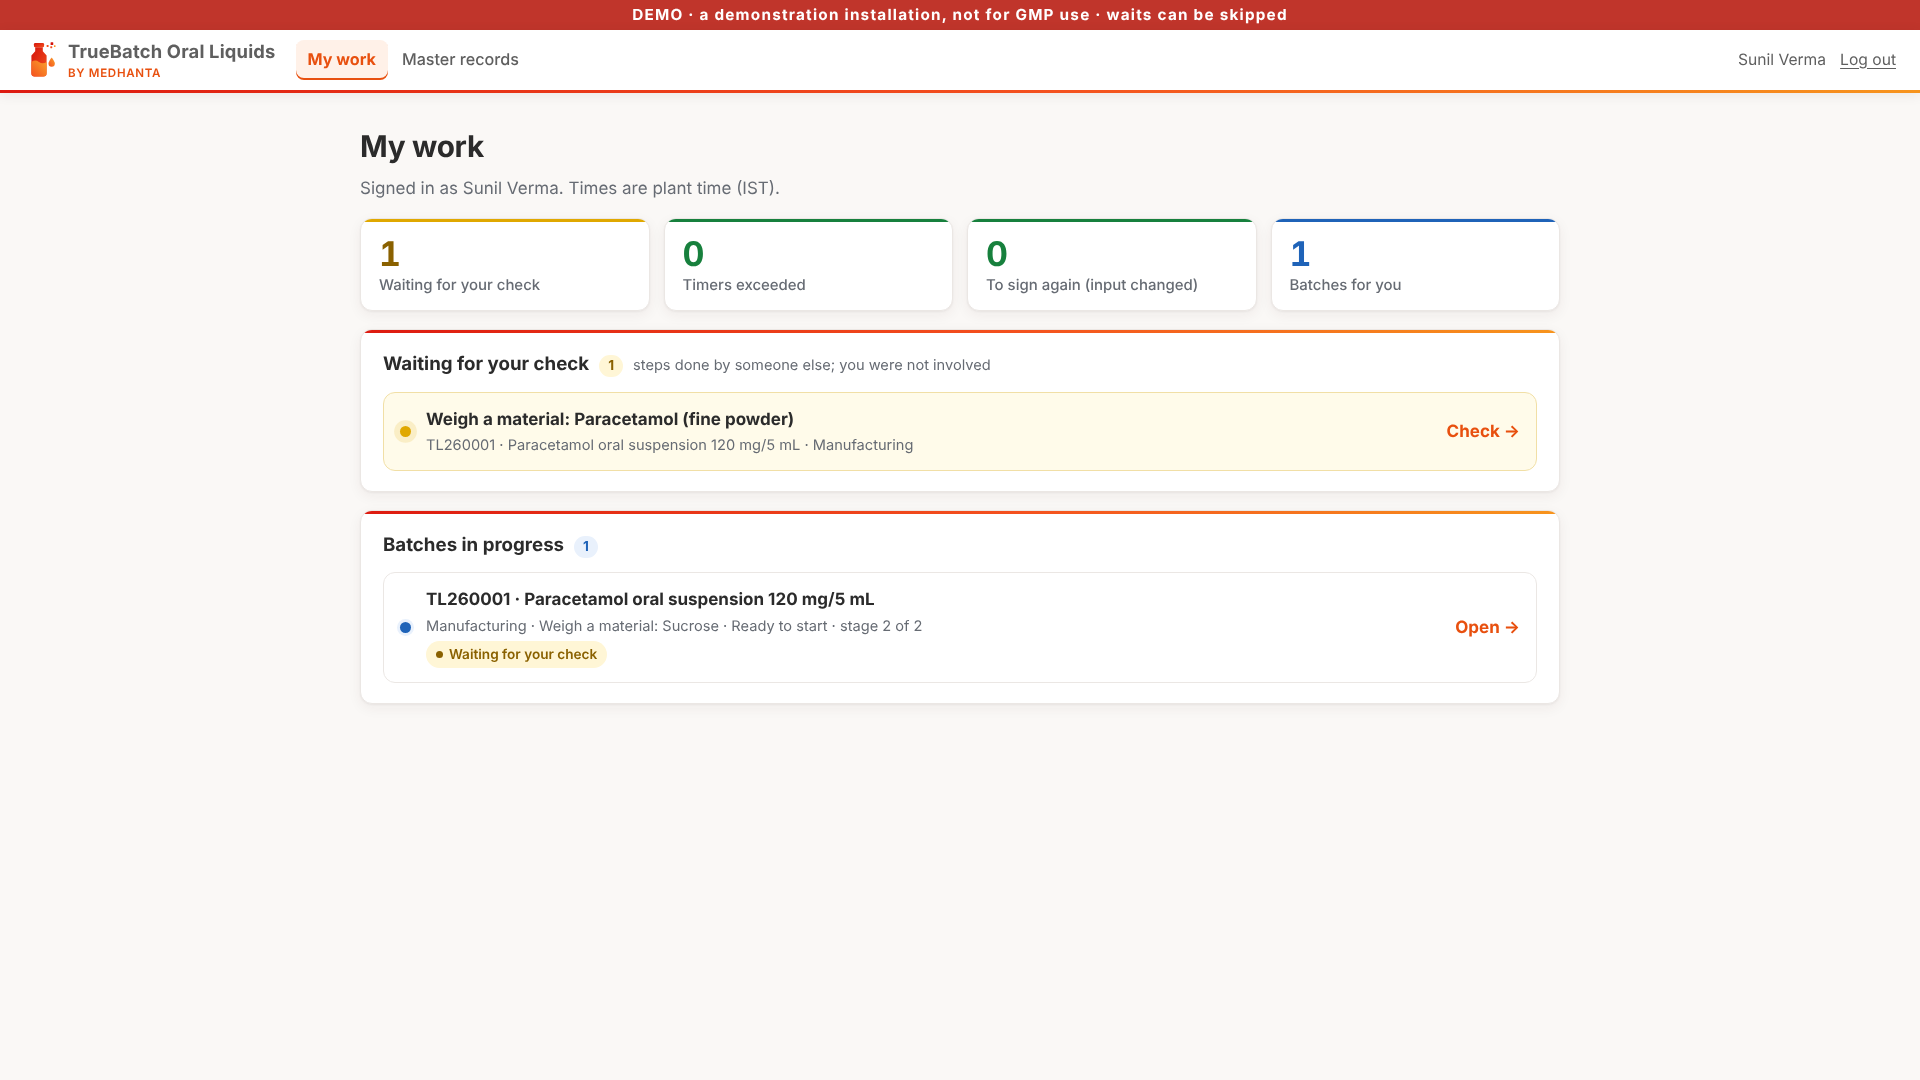 DEMO · a demonstration installation, not for GMP use · waits can be skipped
TrueBatch Oral Liquids
BY MEDHANTA
My work
Master records
Sunil Verma
Log out
My work
Signed in as Sunil Verma. Times are plant time (IST).
1
Waiting for your check
0
Timers exceeded
0
To sign again (input changed)
1
Batches for you
Waiting for your check 1 steps done by someone else; you were not involved
Weigh a material: Paracetamol (fine powder)
TL260001 · Paracetamol oral suspension 120 mg/5 mL · Manufacturing
Check →
Batches in progress 1
TL260001 · Paracetamol oral suspension 120 mg/5 mL
Manufacturing · Weigh a material: Sucrose · Ready to start · stage 2 of 2
Waiting for your check
Open →